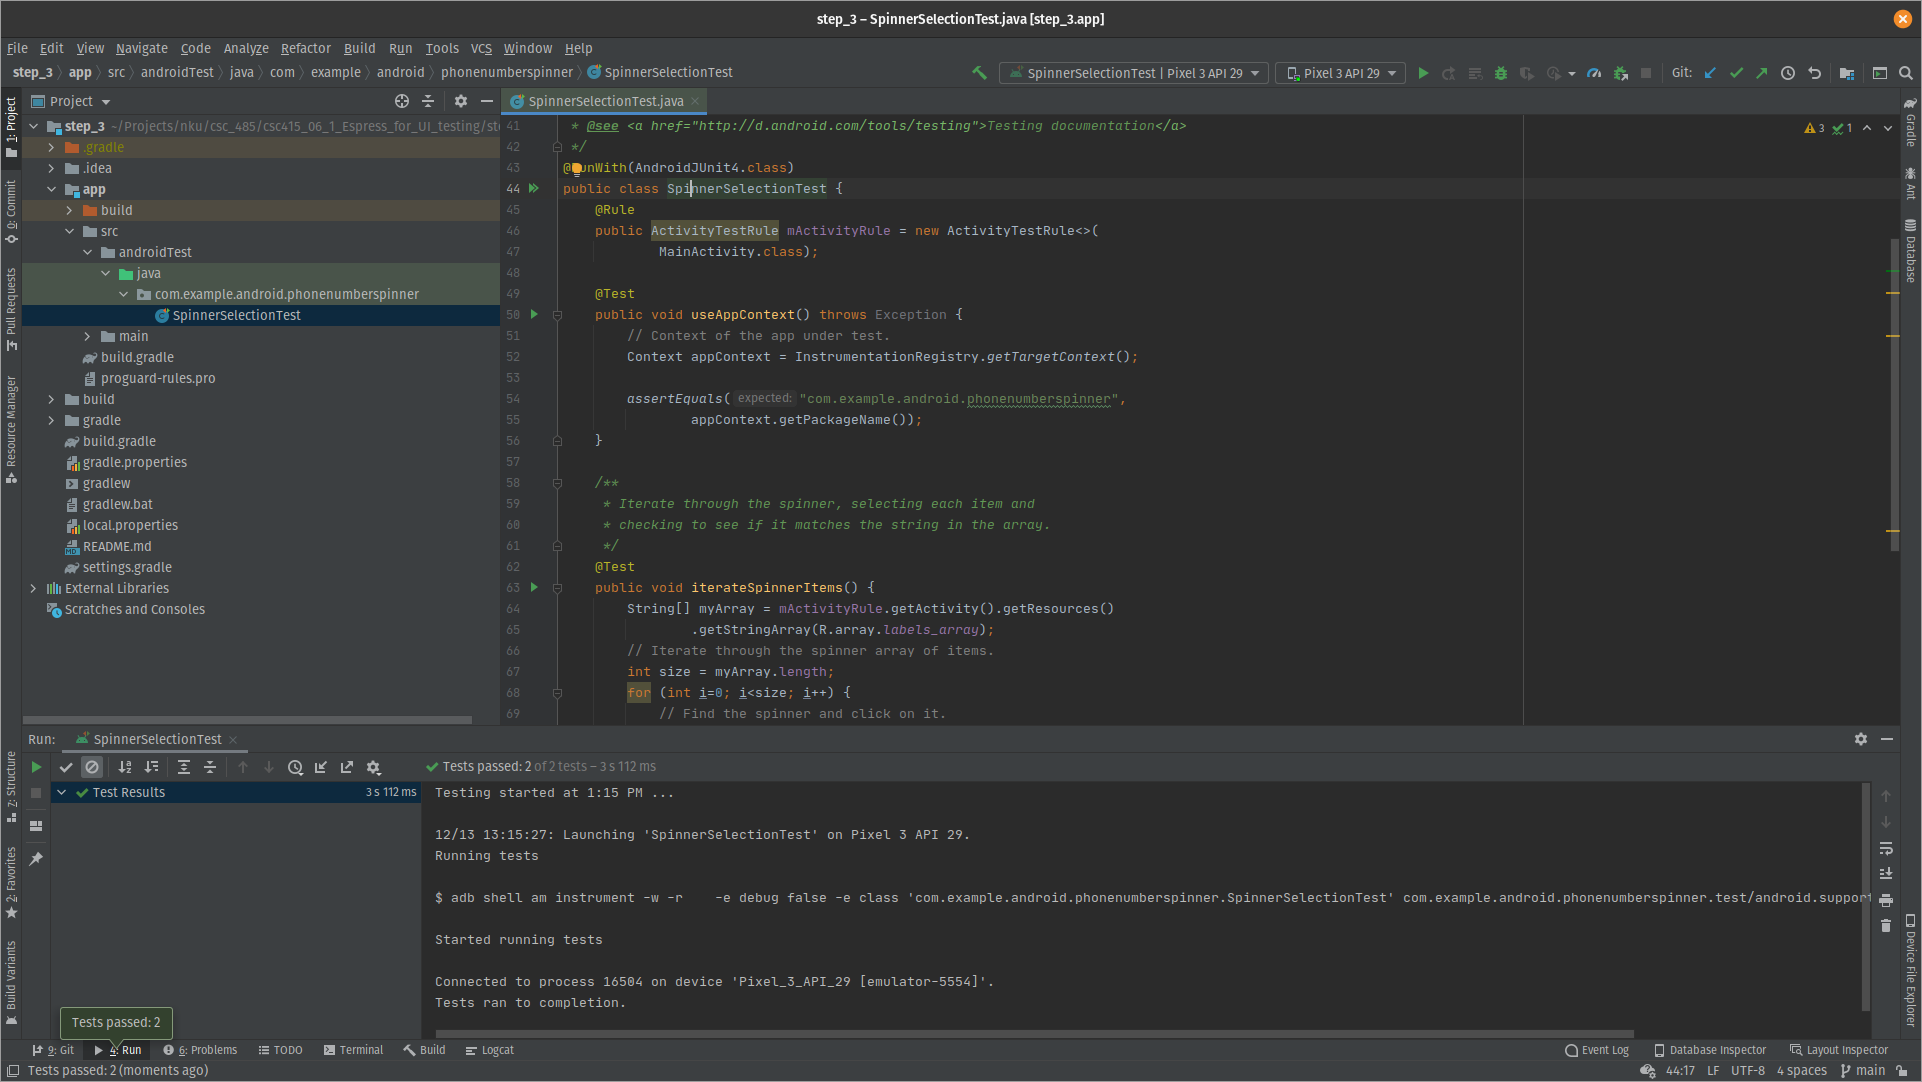 step_3 – SpinnerSelectionTest.java [step_3.app]
File Edit View Navigate Code Analyze Refactor Build Run Tools VCS Window Help
step_3 app src androidTest java com example android phonenumberspinner SpinnerSelectionTest
SpinnerSelectionTest | Pixel 3 API 29
Pixel 3 API 29
Git:
1: Project
0: Commit
Pull Requests
Resource Manager
7: Structure
2: Favorites
Build Variants
Project
step_3 ~/Projects/nku/csc_485/csc415_06_1_Espress_for_UI_testing/st
.gradle
.idea
app
build
src
androidTest
java
com.example.android.phonenumberspinner
SpinnerSelectionTest
main
build.gradle
proguard-rules.pro
build
gradle
build.gradle
gradle.properties
gradlew
gradlew.bat
local.properties
README.md
settings.gradle
External Libraries
Scratches and Consoles
SpinnerSelectionTest.java
3 1
41 * @see <a href="http://d.android.com/tools/testing">Testing documentation</a>
42 */
43 @RunWith(AndroidJUnit4.class)
44 public class SpinnerSelectionTest {
45 @Rule
46 public ActivityTestRule mActivityRule = new ActivityTestRule<>(
47 MainActivity.class);
48
49 @Test
50 public void useAppContext() throws Exception {
51 // Context of the app under test.
52 Context appContext = InstrumentationRegistry.getTargetContext();
53
54 assertEquals( expected: "com.example.android.phonenumberspinner",
55 appContext.getPackageName());
56 }
57
58 /**
59 * Iterate through the spinner, selecting each item and
60 * checking to see if it matches the string in the array.
61 */
62 @Test
63 public void iterateSpinnerItems() {
64 String[] myArray = mActivityRule.getActivity().getResources()
65 .getStringArray(R.array.labels_array);
66 // Iterate through the spinner array of items.
67 int size = myArray.length;
68 for (int i=0; i<size; i++) {
69 // Find the spinner and click on it.
Gradle
Ant
Database
Device File Explorer
Run: SpinnerSelectionTest
Tests passed: 2 of 2 tests – 3 s 112 ms
Test Results 3 s 112 ms
Testing started at 1:15 PM ...
12/13 13:15:27: Launching 'SpinnerSelectionTest' on Pixel 3 API 29.
Running tests
$ adb shell am instrument -w -r    -e debug false -e class 'com.example.android.phonenumberspinner.SpinnerSelectionTest' com.example.android.phonenumberspinner.test/android.support
Started running tests
Connected to process 16504 on device 'Pixel_3_API_29 [emulator-5554]'.
Tests ran to completion.
Tests passed: 2
9: Git 4: Run 6: Problems TODO Terminal Build Logcat Event Log Database Inspector Layout Inspector
Tests passed: 2 (moments ago) 44:17 LF UTF-8 4 spaces main